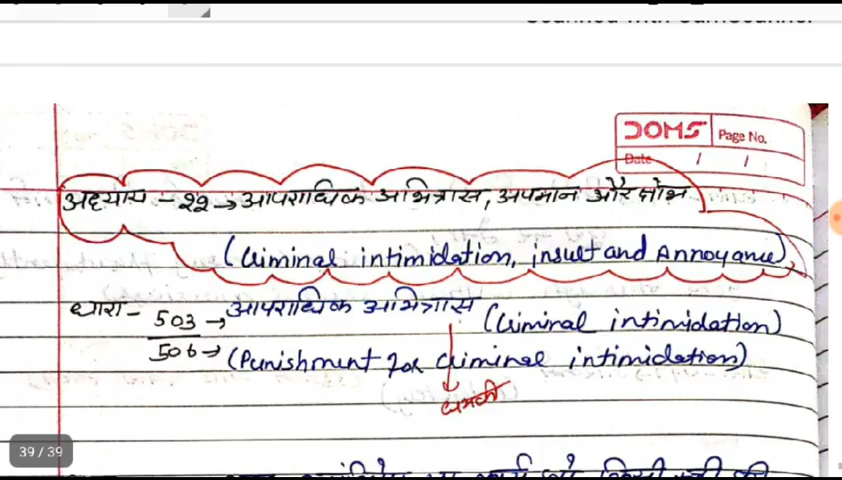 DOMS Page No.
Date / /
अध्याय - 22 → आपराधिक अभित्रास, अपमान और क्षोभ
(Criminal intimidation, insult and Annoyance)
धारा - 503 → आपराधिक अभित्रास (Criminal intimidation)
506 → (Punishment for criminal intimidation)
धमकी
39 / 39